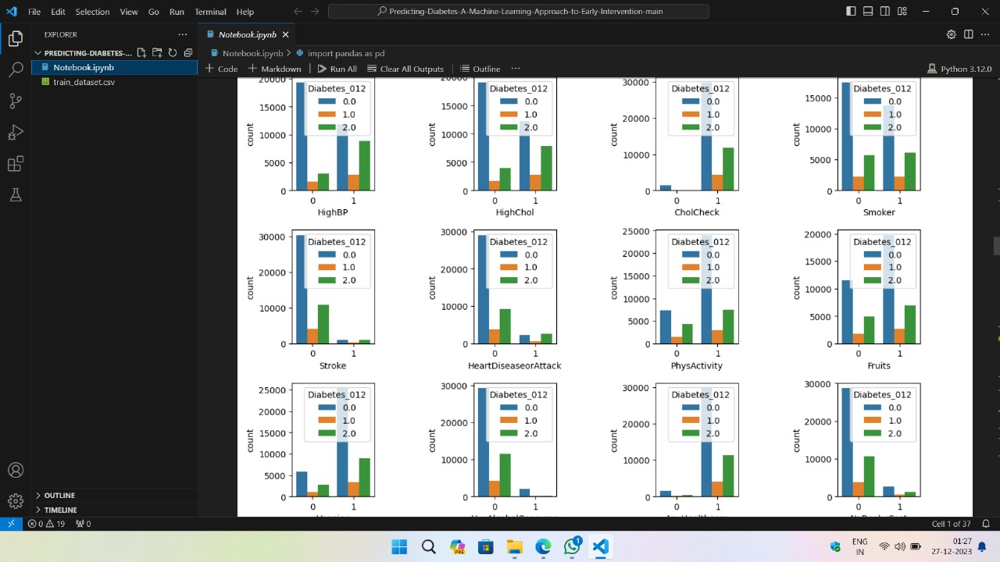 File Edit Selection View Go Run Terminal Help
Predicting-Diabetes-A-Machine-Learning-Approach-to-Early-Intervention-main
EXPLORER
Notebook.ipynb
PREDICTING-DIABETES-...
Notebook.ipynb
train_dataset.csv
Notebook.ipynb > import pandas as pd
+ Code + Markdown Run All Clear All Outputs Outline ... Python 3.12.0
20000 15000 10000 5000 0
count
Diabetes_012
0.0
1.0
2.0
0 1
HighBP
20000 15000 10000 5000 0
count
Diabetes_012
0.0
1.0
2.0
0 1
HighChol
30000 20000 10000 0
count
Diabetes_012
0.0
1.0
2.0
0 1
CholCheck
15000 10000 5000 0
count
Diabetes_012
0.0
1.0
2.0
0 1
Smoker
30000 20000 10000 0
count
Diabetes_012
0.0
1.0
2.0
0 1
Stroke
30000 20000 10000 0
count
Diabetes_012
0.0
1.0
2.0
0 1
HeartDiseaseorAttack
25000 20000 15000 10000 5000 0
count
Diabetes_012
0.0
1.0
2.0
0 1
PhysActivity
20000 15000 10000 5000 0
count
Diabetes_012
0.0
1.0
2.0
0 1
Fruits
25000 20000 15000 10000 5000 0
count
Diabetes_012
0.0
1.0
2.0
0 1
30000 20000 10000 0
count
Diabetes_012
0.0
1.0
2.0
0 1
30000 20000 10000 0
count
Diabetes_012
0.0
1.0
2.0
0 1
30000 20000 10000 0
count
Diabetes_012
0.0
1.0
2.0
0 1
OUTLINE
TIMELINE
0 19 0
Cell 1 of 37
PRE
1
ENG
IN
01:27
27-12-2023